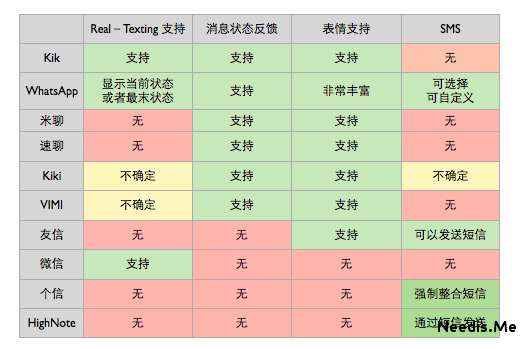 Real – Texting 支持 消息状态反馈 表情支持 SMS
Kik 支持 支持 支持 无
WhatsApp 显示当前状态 或者最末状态 支持 非常丰富 可选择 可自定义
米聊 无 支持 支持 无
速聊 无 支持 支持 无
Kiki 不确定 支持 支持 不确定
VIMI 不确定 支持 支持 无
友信 无 无 支持 可以发送短信
微信 支持 无 无 无
个信 无 无 无 强制整合短信
HighNote 无 无 无 通过短信发送
Needis.Me